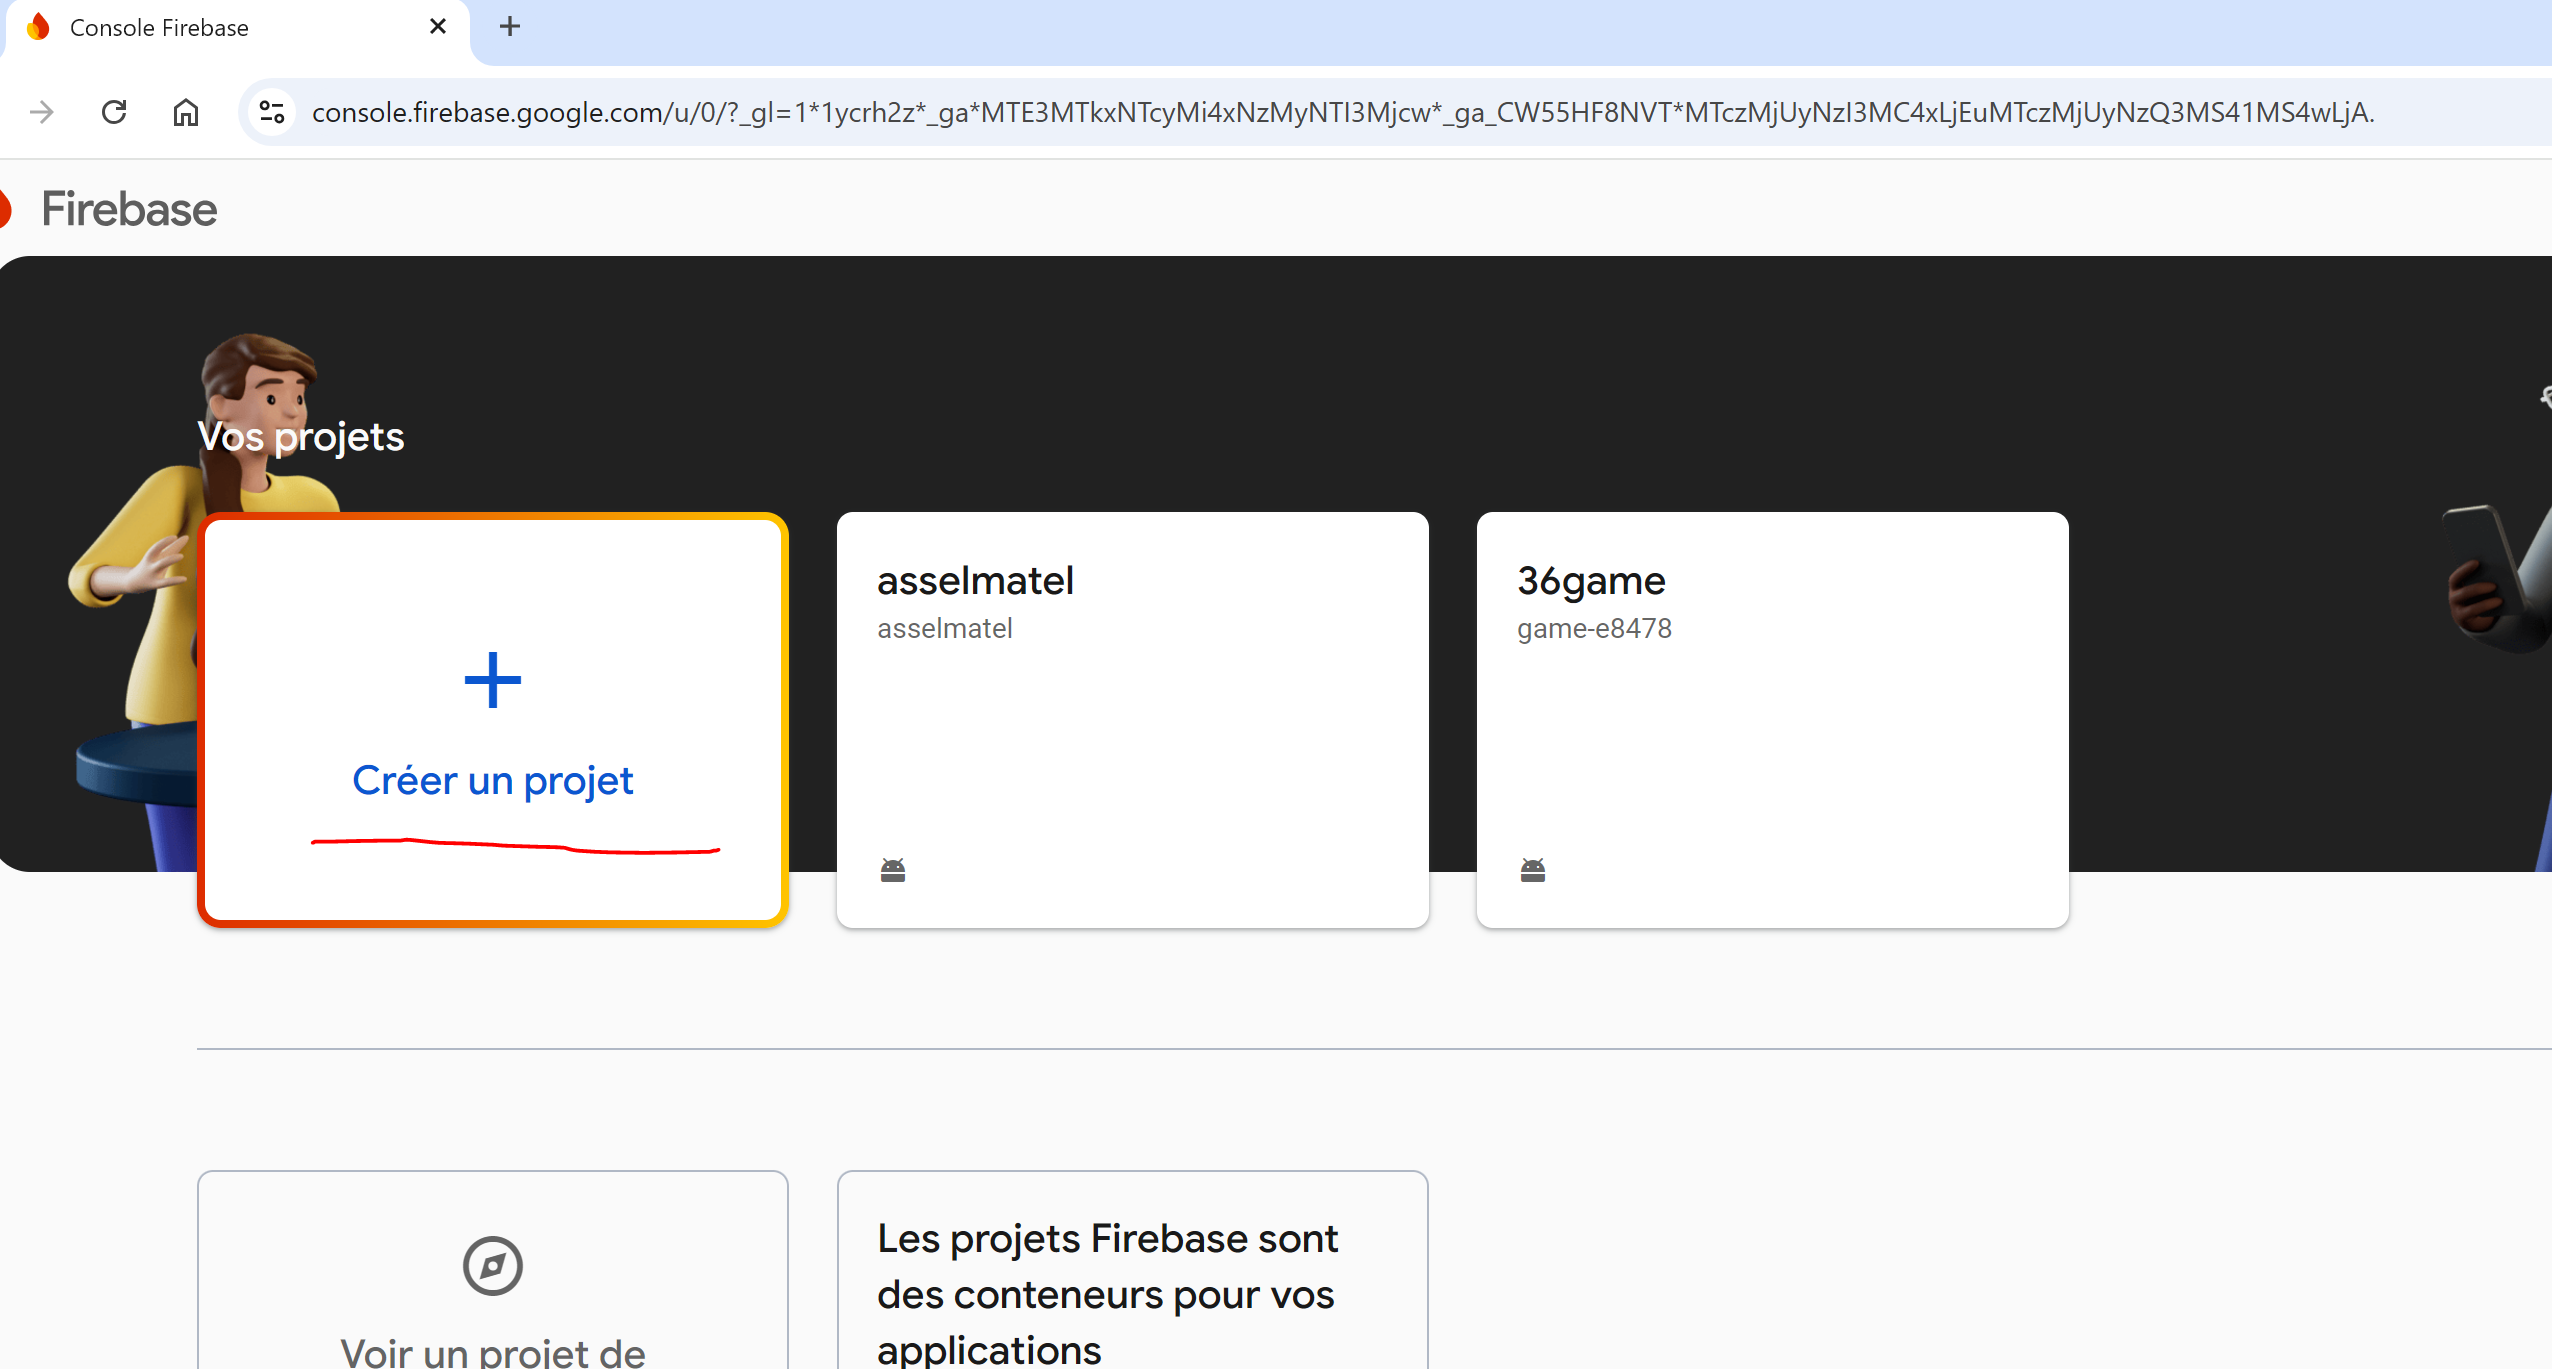 Console Firebase
console.firebase.google.com/u/0/?_gl=1*1ycrh2z*_ga*MTE3MTkxNTcyMi4xNzMyNTI3Mjcw*_ga_CW55HF8NVT*MTczMjUyNzI3MC4xLjEuMTczMjUyNzQ3MS41MS4wLjA.
Firebase
Vos projets
Créer un projet
asselmatel
asselmatel
36game
game-e8478
Voir un projet de
Les projets Firebase sont
des conteneurs pour vos
applications